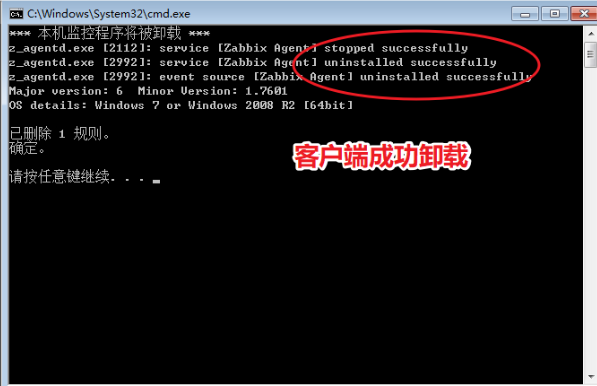 C:\Windows\System32\cmd.exe
*** 本机监控程序将被卸载 ***
z_agentd.exe [2112]: service [Zabbix Agent] stopped successfully
z_agentd.exe [2992]: service [Zabbix Agent] uninstalled successfully
z_agentd.exe [2992]: event source [Zabbix Agent] uninstalled successfully
Major version: 6  Minor Version: 1.7601
OS details: Windows 7 or Windows 2008 R2 [64bit]
已删除 1 规则。
确定。
客户端成功卸载
请按任意键继续. . .